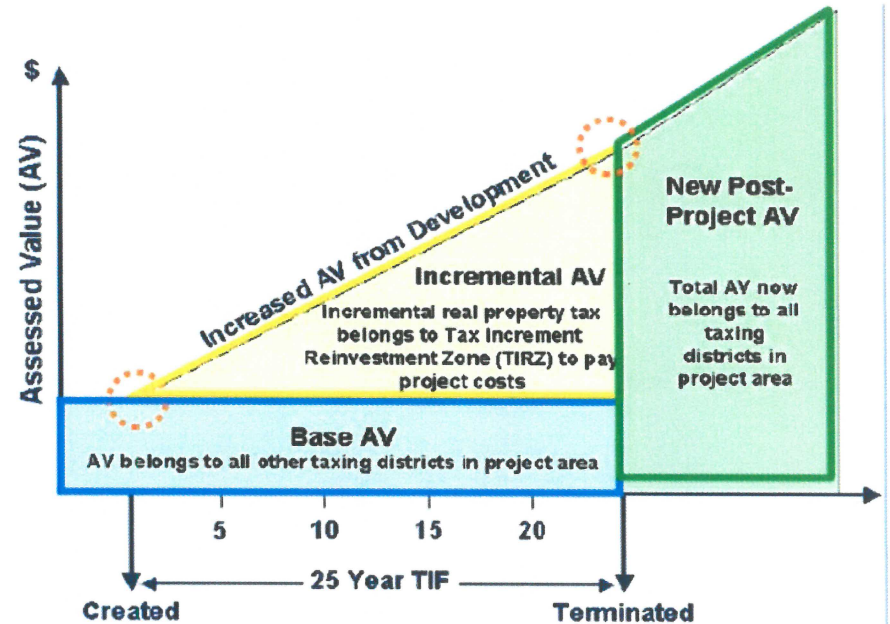 $
Assessed Value (AV)
Increased AV from Development
Incremental AV
Incremental real property tax
belongs to Tax Increment
Reinvestment Zone (TIRZ) to pay
project costs
New Post-
Project AV
Total AV now
belongs to all
taxing
districts in
project area
Base AV
AV belongs to all other taxing districts in project area
5
10
15
20
25 Year TIF
Created
Terminated